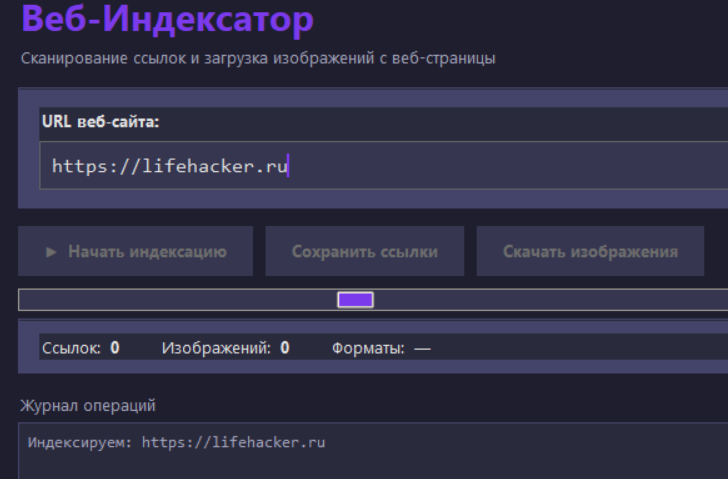 Веб-Индексатор
Сканирование ссылок и загрузка изображений с веб-страницы
URL веб-сайта:
https://lifehacker.ru
► Начать индексацию Сохранить ссылки Скачать изображения
Ссылок: 0 Изображений: 0 Форматы: —
Журнал операций
Индексируем: https://lifehacker.ru